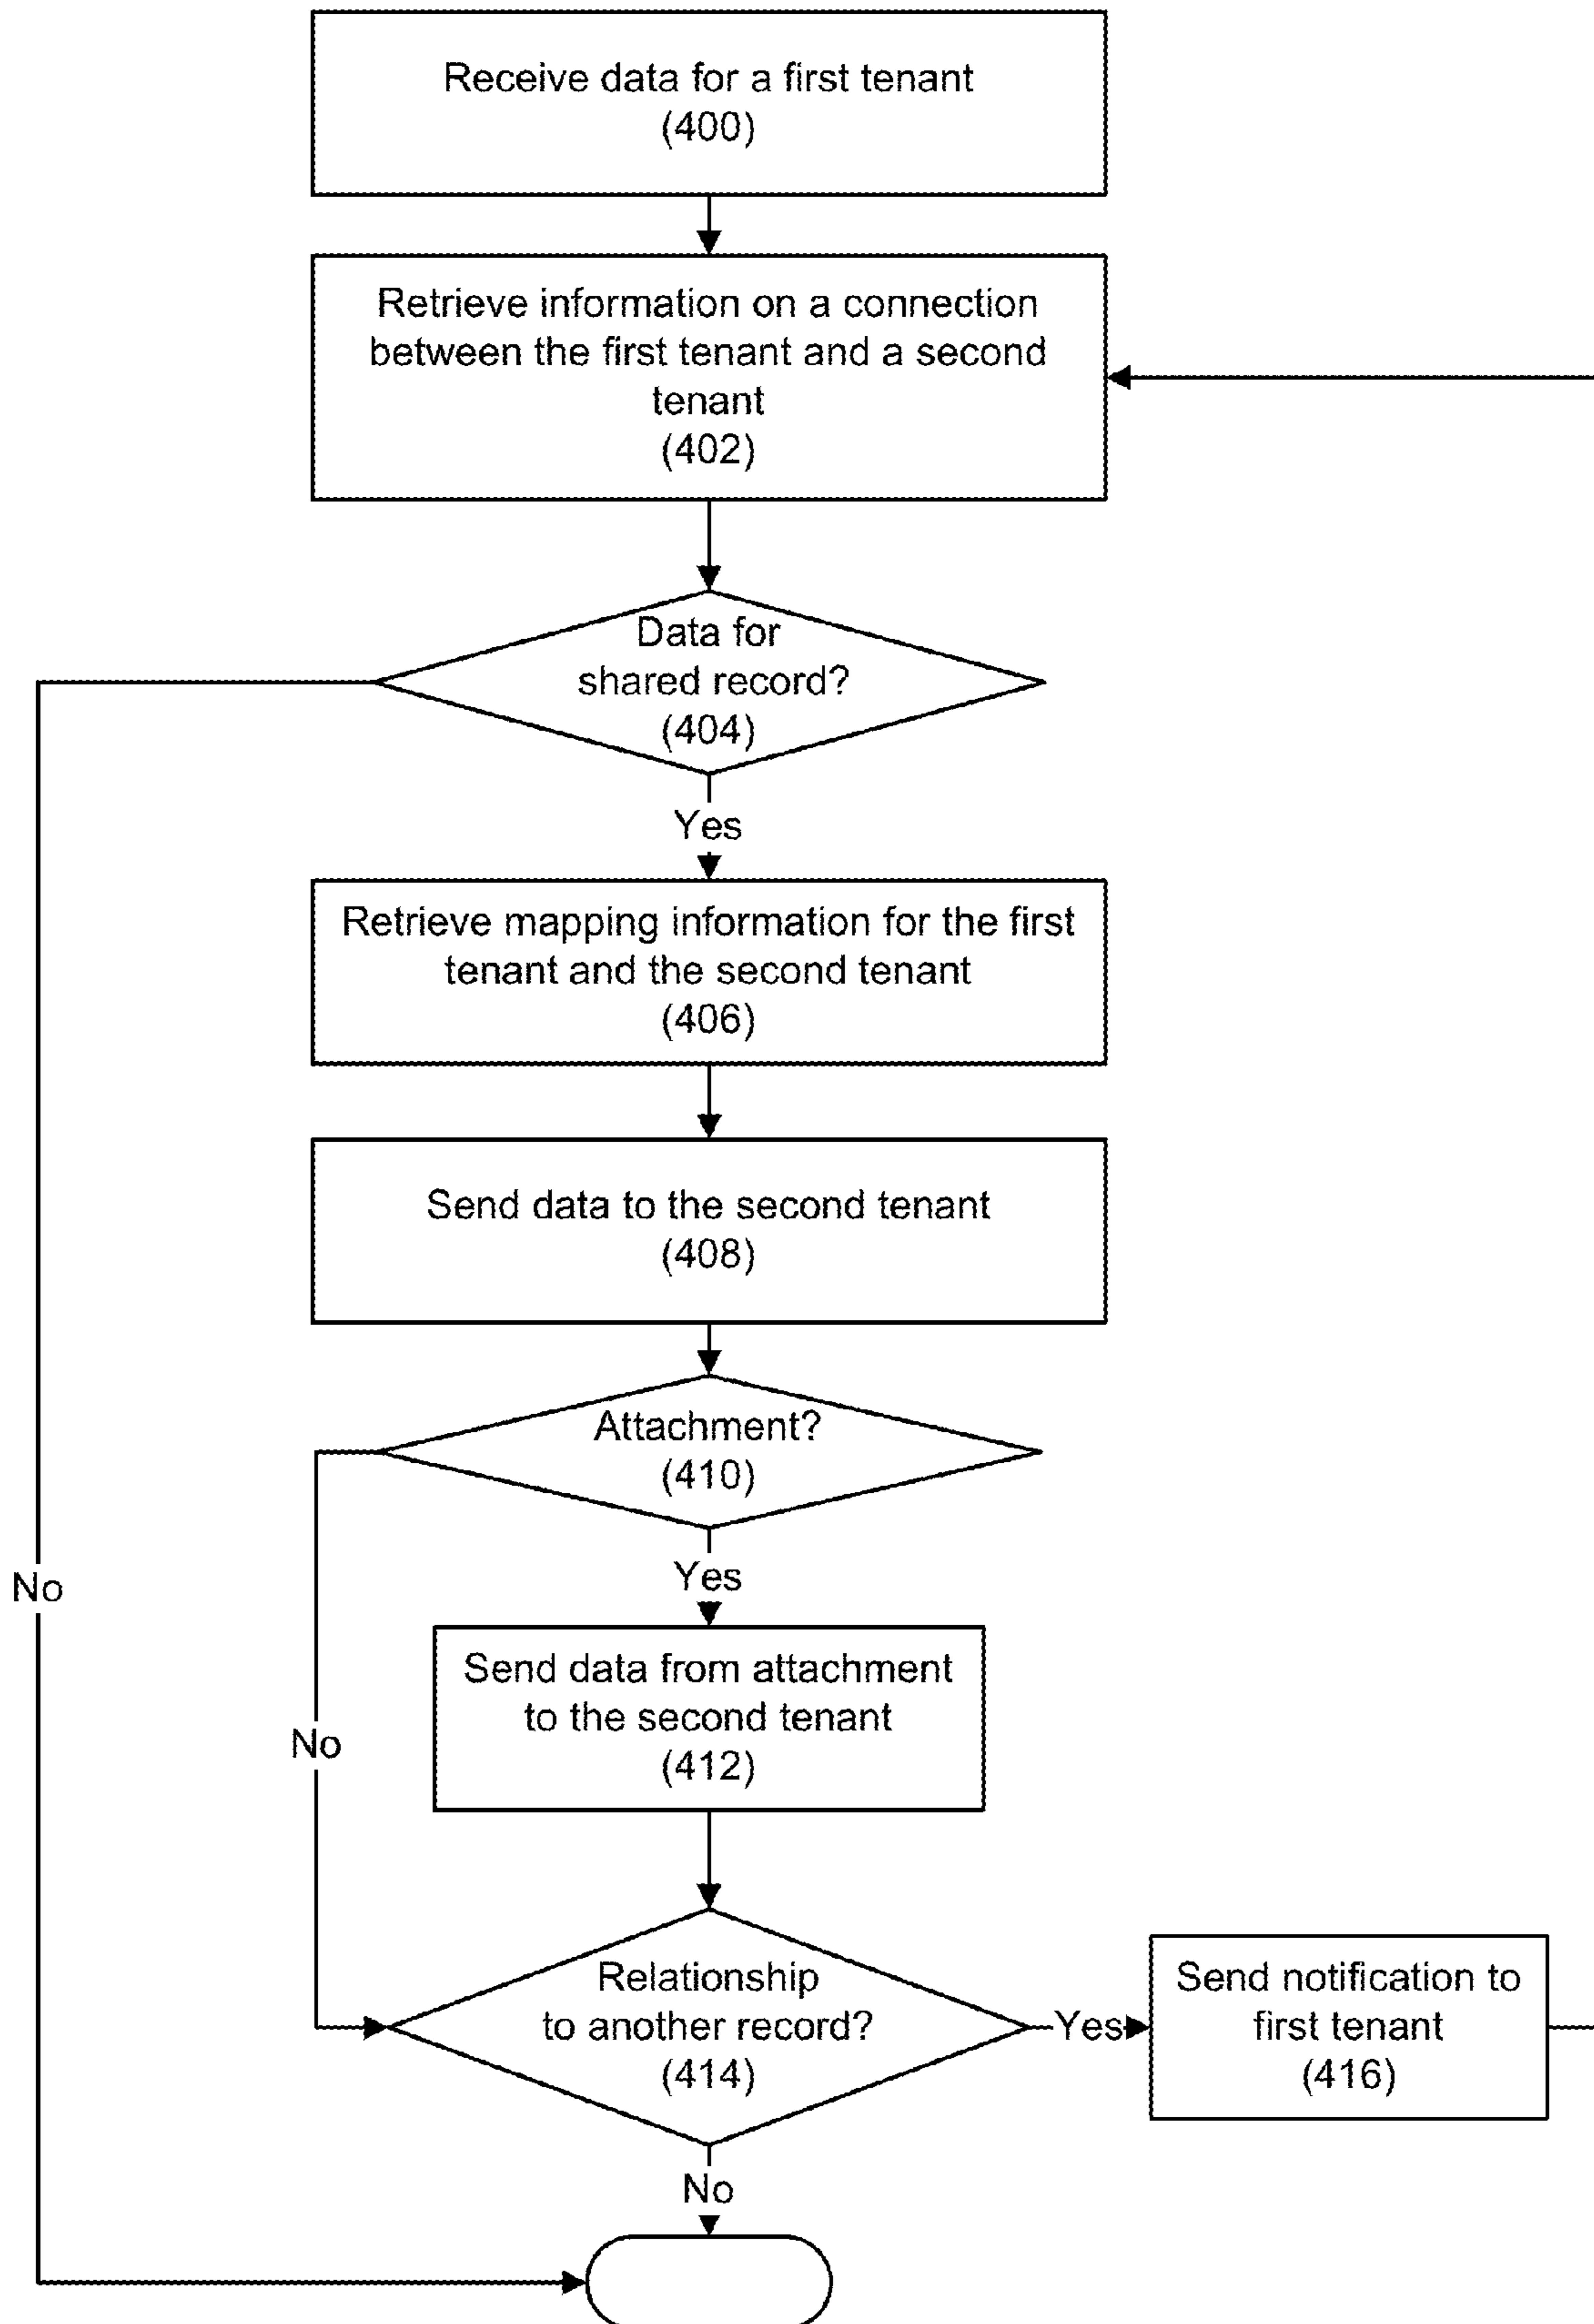 Receive data for a first tenant
(400)
Retrieve information on a connection
between the first tenant and a second
tenant
(402)
Data for
shared record?
(404)
Yes
Retrieve mapping information for the first
tenant and the second tenant
(406)
Send data to the second tenant
(408)
Attachment?
(410)
Yes
No
Send data from attachment
to the second tenant
(412)
No
Relationship
to another record?
(414)
Yes
Send notification to
first tenant
(416)
No